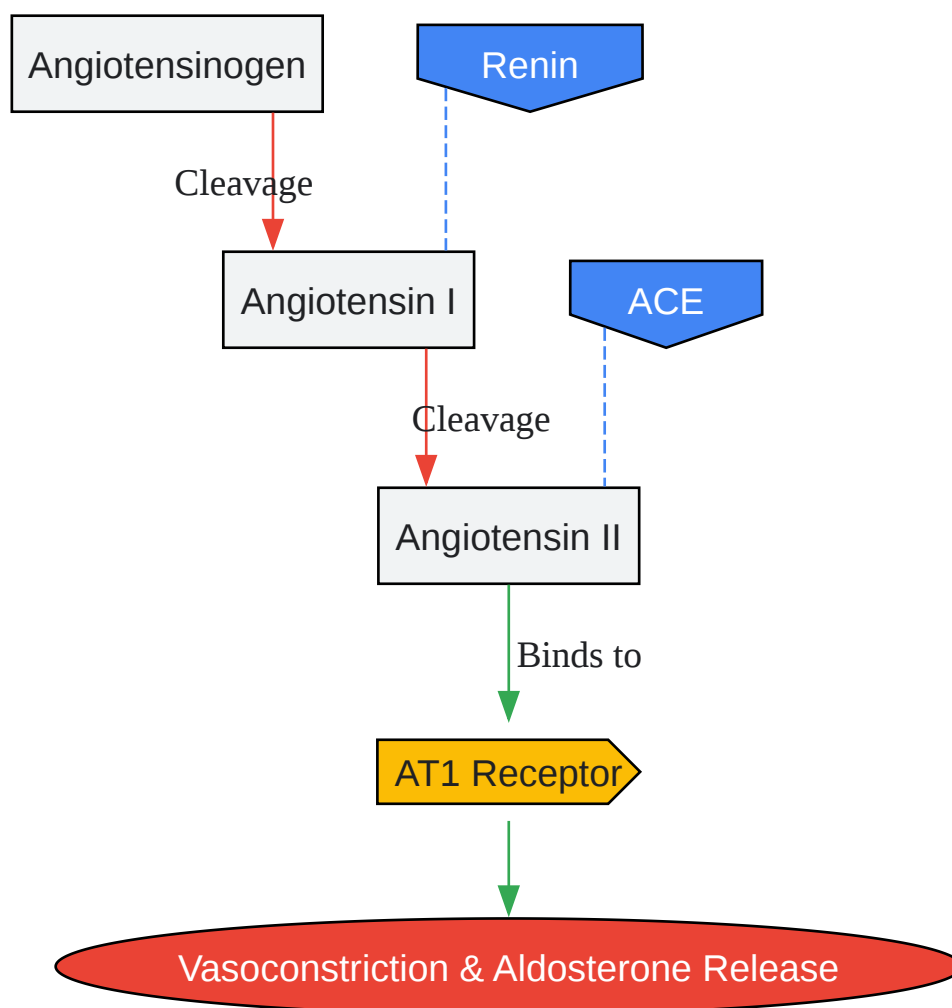 Angiotensinogen
Renin
Cleavage
Angiotensin I
ACE
Cleavage
Angiotensin II
Binds to
AT1 Receptor
Vasoconstriction & Aldosterone Release